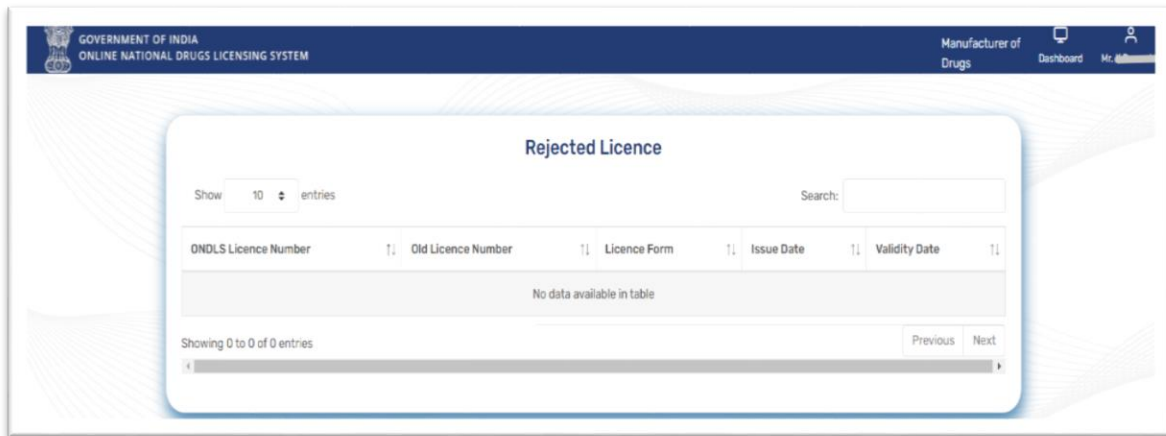 GOVERNMENT OF INDIA
ONLINE NATIONAL DRUGS LICENSING SYSTEM
Manufacturer of
Drugs
Dashboard
Mr.
Rejected Licence
Show 10 entries
Search:
ONDLS Licence Number Old Licence Number Licence Form Issue Date Validity Date
No data available in table
Showing 0 to 0 of 0 entries
Previous Next